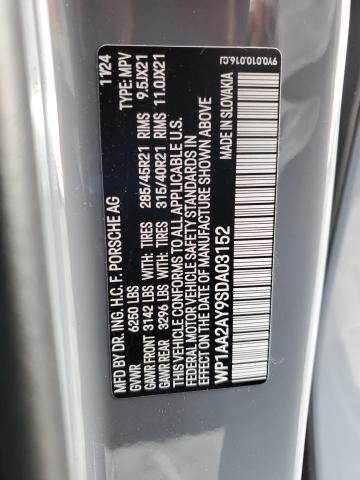 MFD BY DR. ING. H.C. F. PORSCHE AG 11/24
GVWR 6250 LBS TYPE: MPV
GAWR FRONT 3142 LBS WITH: TIRES 285/45R21 RIMS 9.5JX21
GAWR REAR 3296 LBS WITH: TIRES 315/40R21 RIMS 11.0JX21
THIS VEHICLE CONFORMS TO ALL APPLICABLE U.S.
FEDERAL MOTOR VEHICLE SAFETY STANDARDS IN
EFFECT ON THE DATE OF MANUFACTURE SHOWN ABOVE
WP1AA2AY9SDA03152 MADE IN SLOVAKIA
9Y0.010.016.CJ